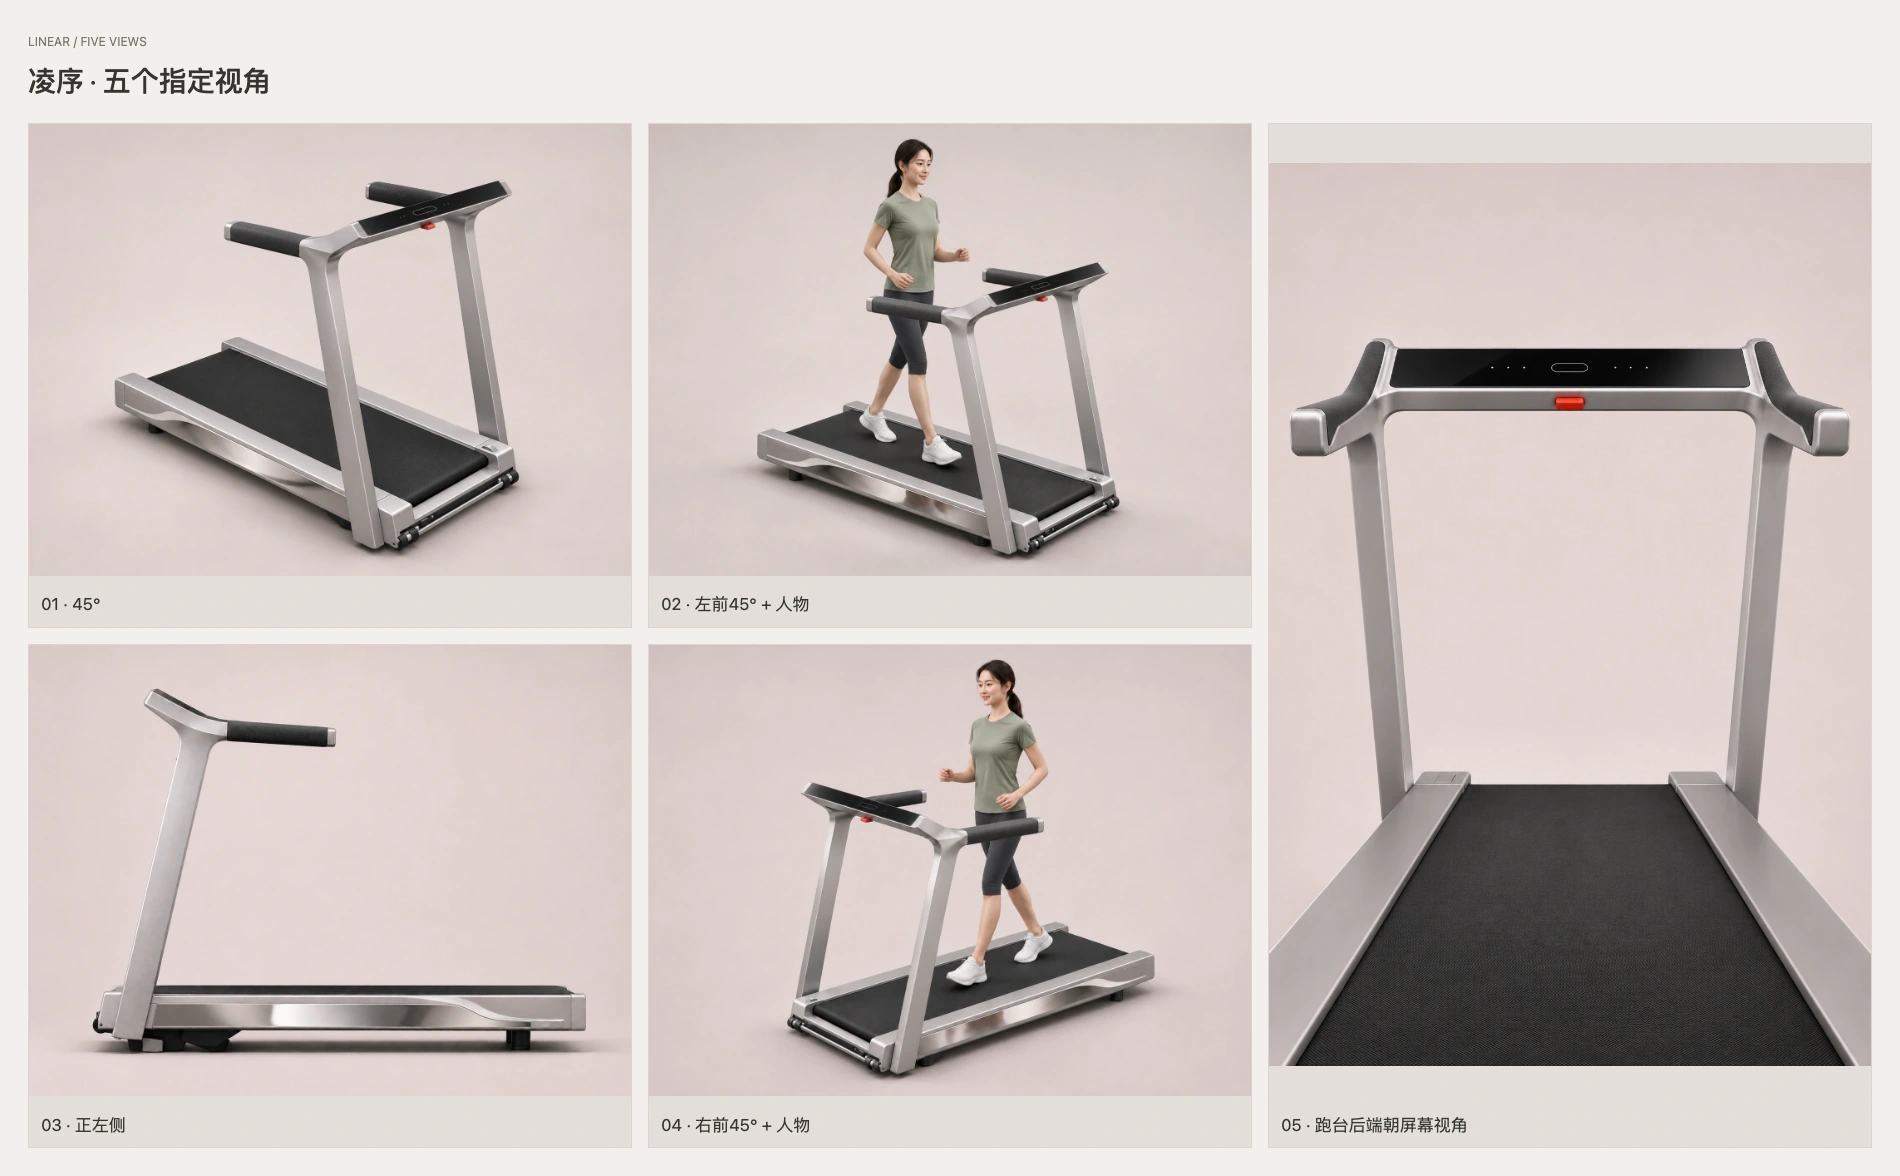 LINEAR / FIVE VIEWS
凌序 · 五个指定视角
01 · 45°
02 · 左前45° + 人物
03 · 正左侧
04 · 右前45° + 人物
05 · 跑台后端朝屏幕视角